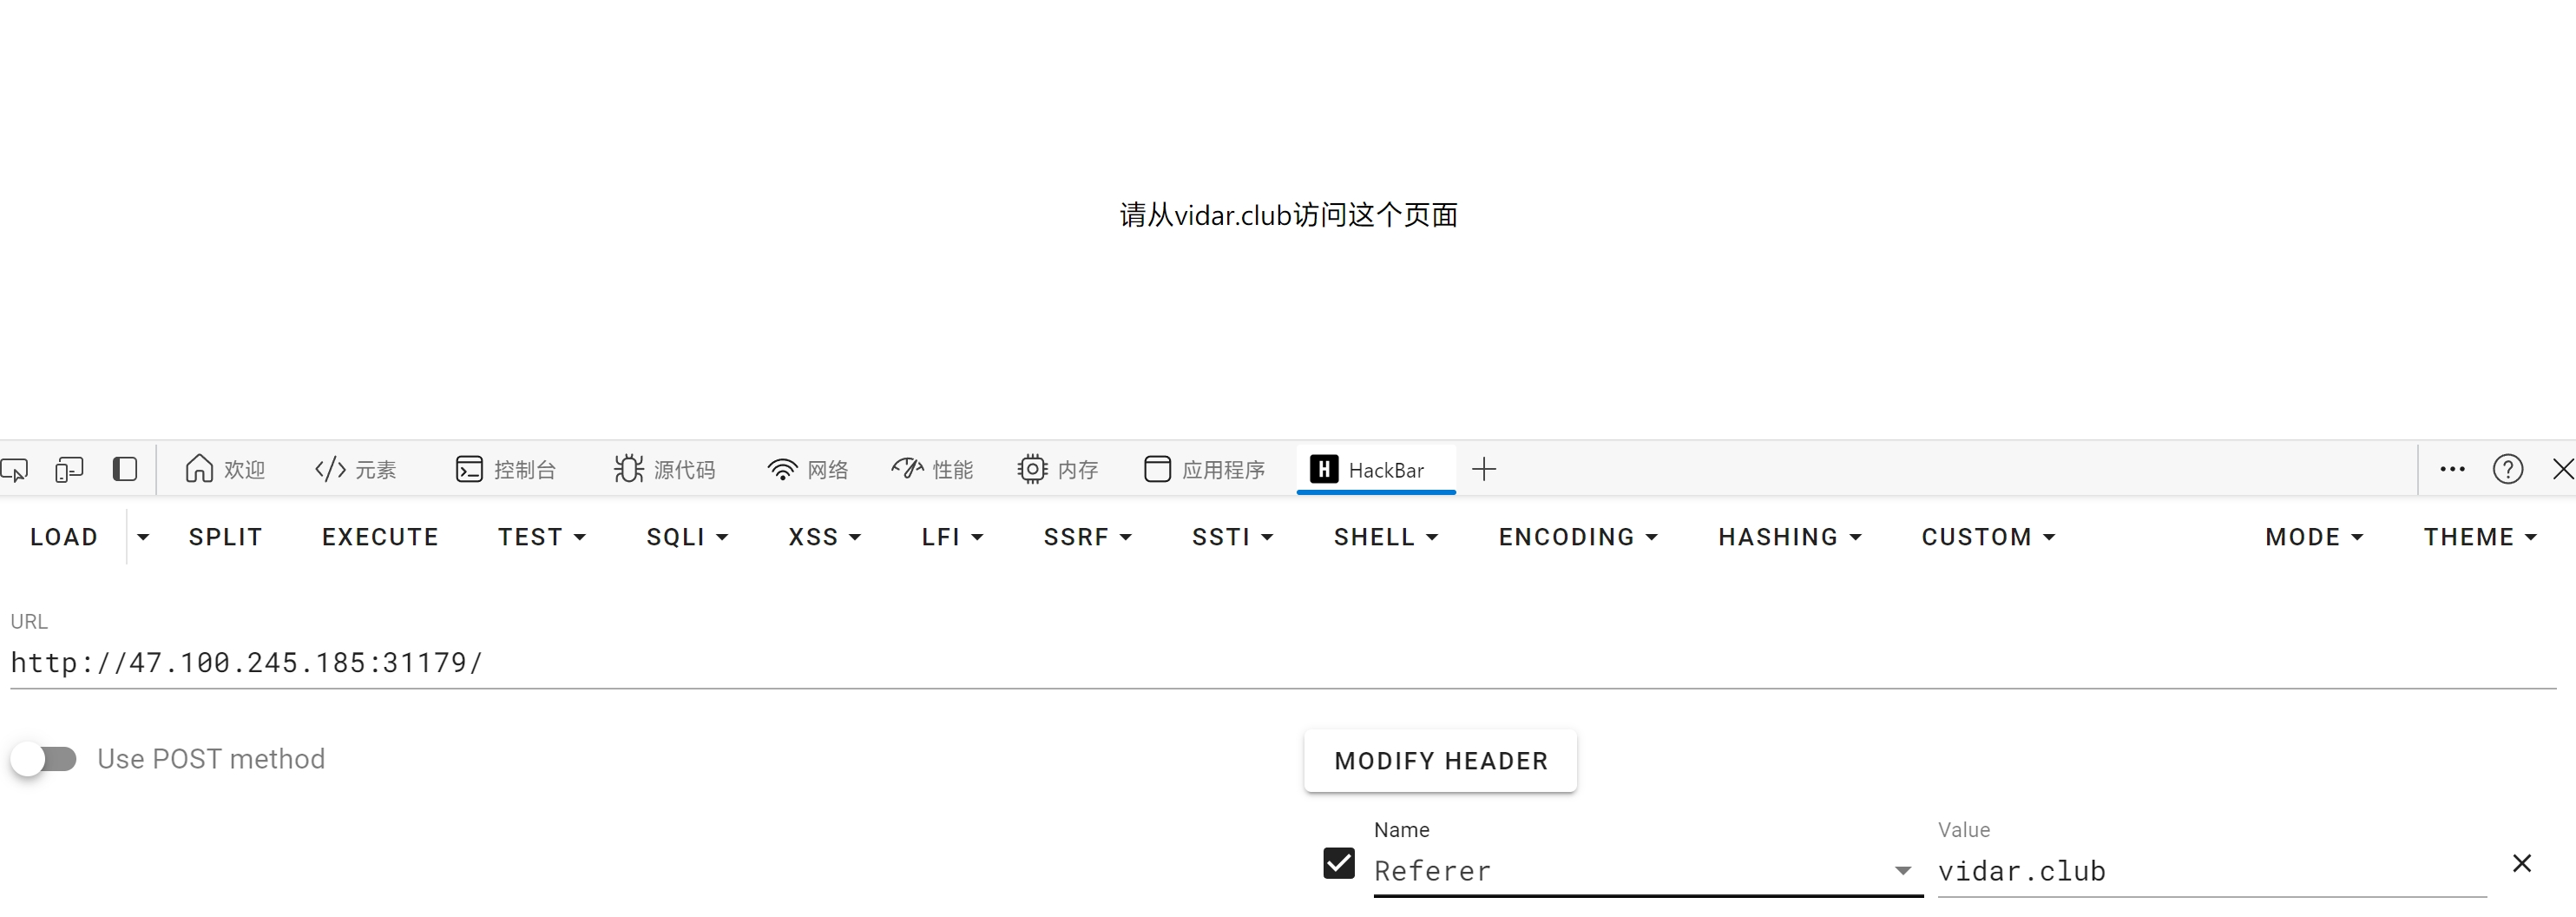 请从vidar.club访问这个页面
欢迎 元素 控制台 源代码 网络 性能 内存 应用程序 H HackBar
LOAD SPLIT EXECUTE TEST SQLI XSS LFI SSRF SSTI SHELL ENCODING HASHING CUSTOM MODE THEME
URL
http://47.100.245.185:31179/
Use POST method MODIFY HEADER
Name Value
Referer vidar.club